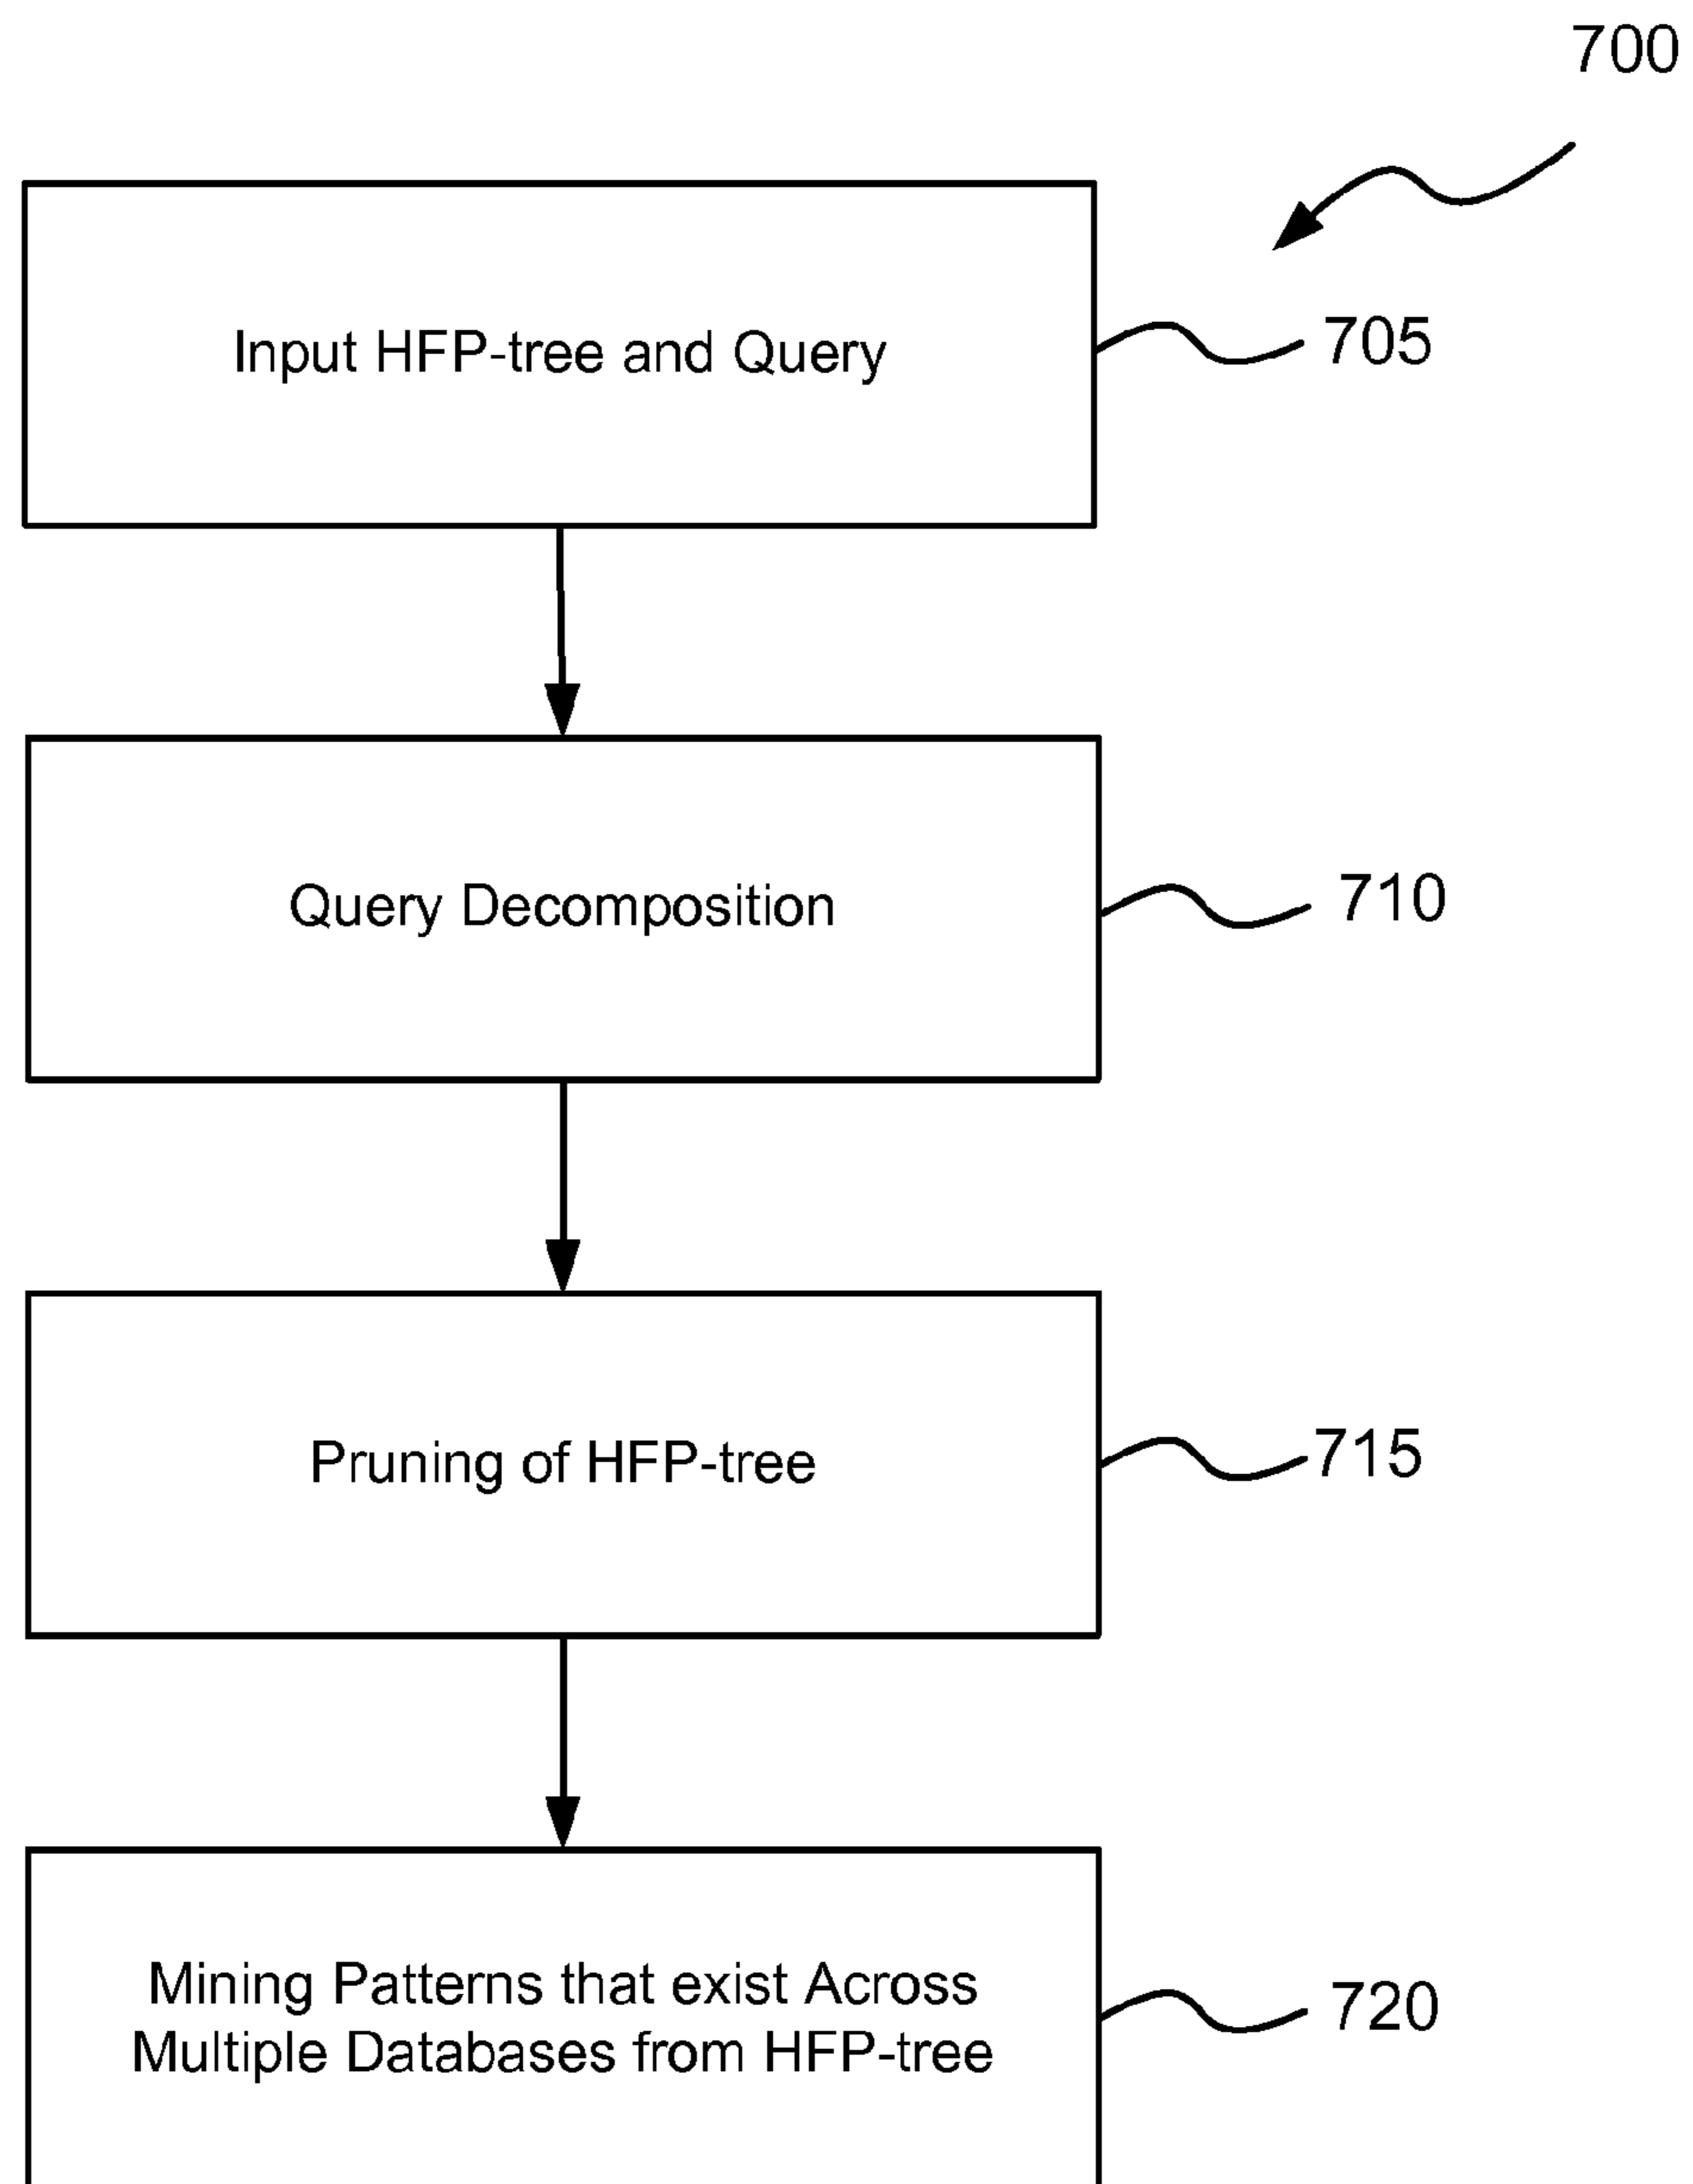 700
Input HFP-tree and Query
705
Query Decomposition
710
Pruning of HFP-tree
715
Mining Patterns that exist Across
Multiple Databases from HFP-tree
720